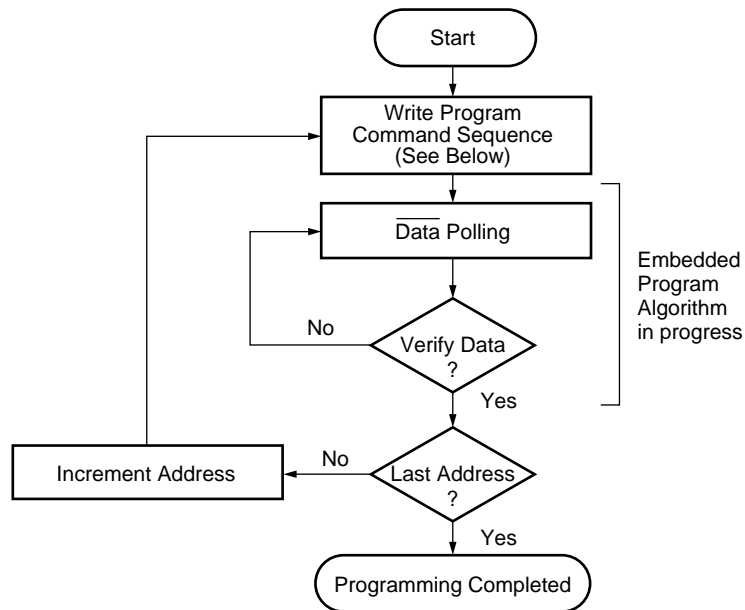 Start
Write Program
Command Sequence
(See Below)
Data Polling
Embedded
Program
Algorithm
in progress
No
Verify Data
?
Yes
Increment Address
No
Last Address
?
Yes
Programming Completed